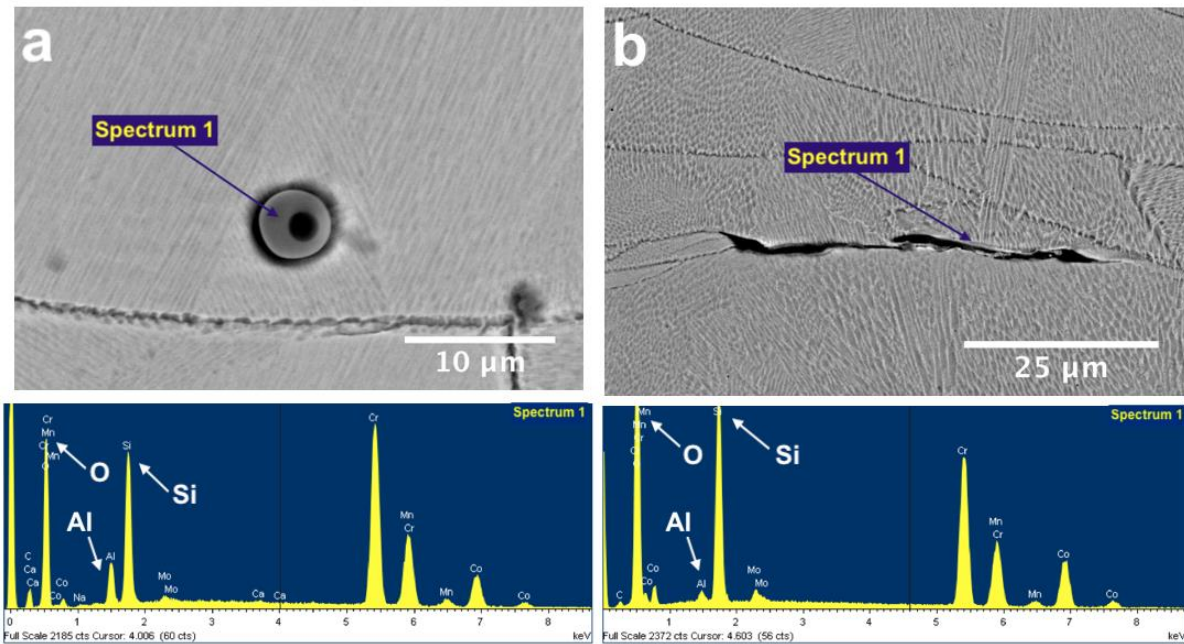 a
Spectrum 1
10 µm
b
Spectrum 1
25 µm
Spectrum 1
Cr
Mn
Mn
O
Si
Si
Al
Al
C
Ca
Ca
Co
Co
Na
Mo
Mo
Ca
Ca
Cr
Mn
Cr
Mn
Co
Co
0 1 2 3 4 5 6 7 8
Full Scale 2185 cts Cursor: 4.006 (60 cts)
keV
Spectrum 1
Mn
Mn
Cr
O
Si
Si
Al
Al
C
Co
Co
Mo
Mo
Cr
Mn
Cr
Mn
Co
Co
0 1 2 3 4 5 6 7 8
Full Scale 2372 cts Cursor: 4.603 (56 cts)
keV